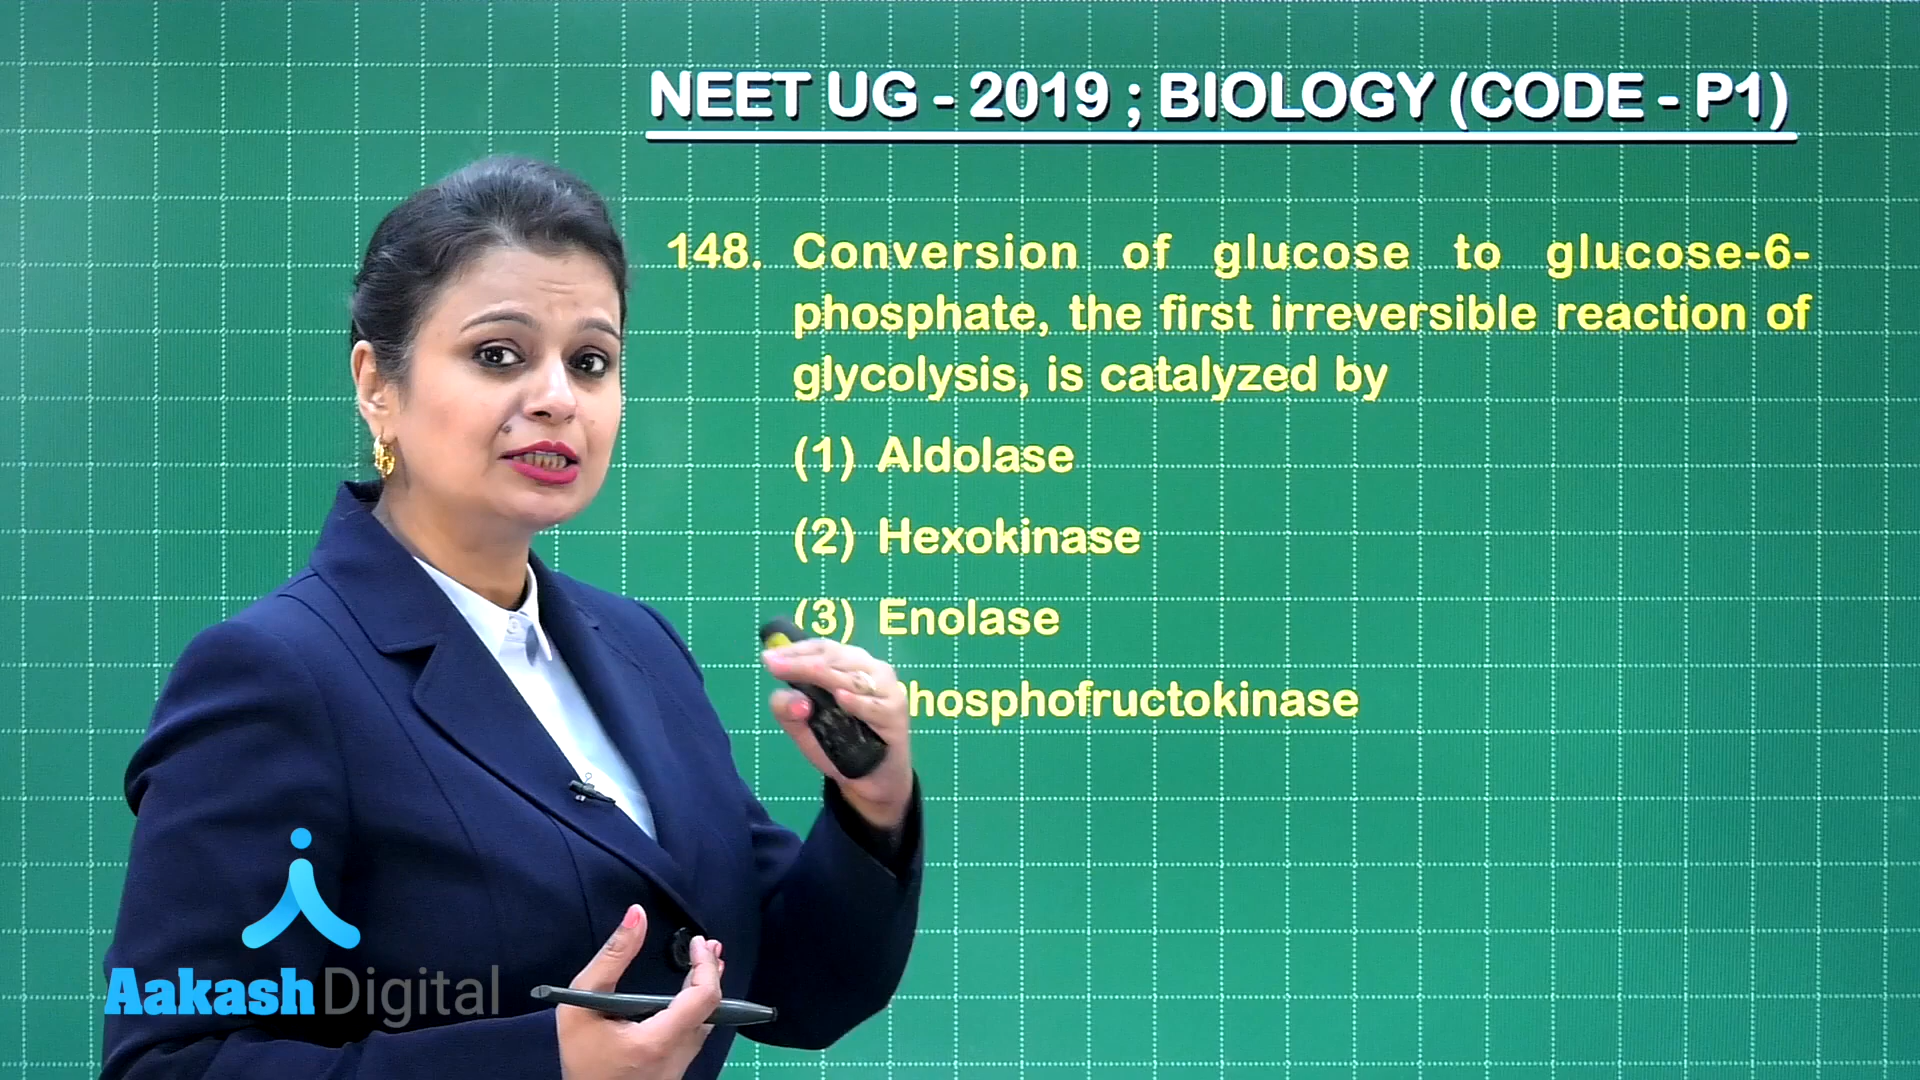 NEET UG - 2019 ; BIOLOGY (CODE - P1)
148. Conversion of glucose to glucose-6-
phosphate, the first irreversible reaction of
glycolysis, is catalyzed by
(1) Aldolase
(2) Hexokinase
(3) Enolase
Phosphofructokinase
Aakash Digital